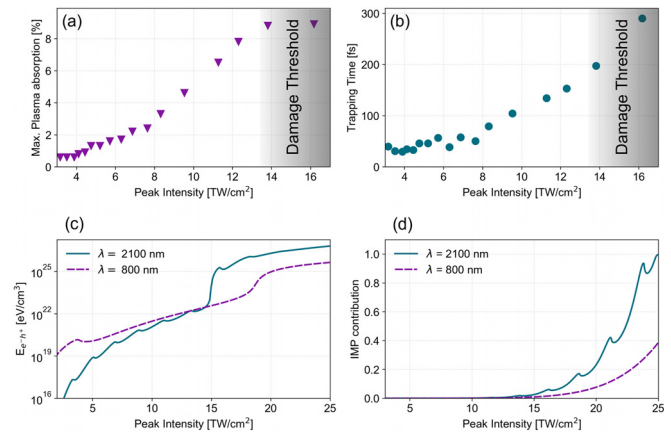 (a)
Max. Plasma absorption [%]
8
6
4
2
0
Damage Threshold
4 6 8 10 12 14 16
Peak Intensity [TW/cm²]
(b)
Trapping Time [fs]
300
200
100
0
Damage Threshold
4 6 8 10 12 14 16
Peak Intensity [TW/cm²]
(c)
λ = 2100 nm
λ = 800 nm
E_{e⁻h⁺} [eV/cm³]
10²⁵
10²²
10¹⁹
10¹⁶
5 10 15 20 25
Peak Intensity [TW/cm²]
(d)
λ = 2100 nm
λ = 800 nm
IMP contribution
1.0
0.8
0.6
0.4
0.2
0.0
5 10 15 20 25
Peak Intensity [TW/cm²]